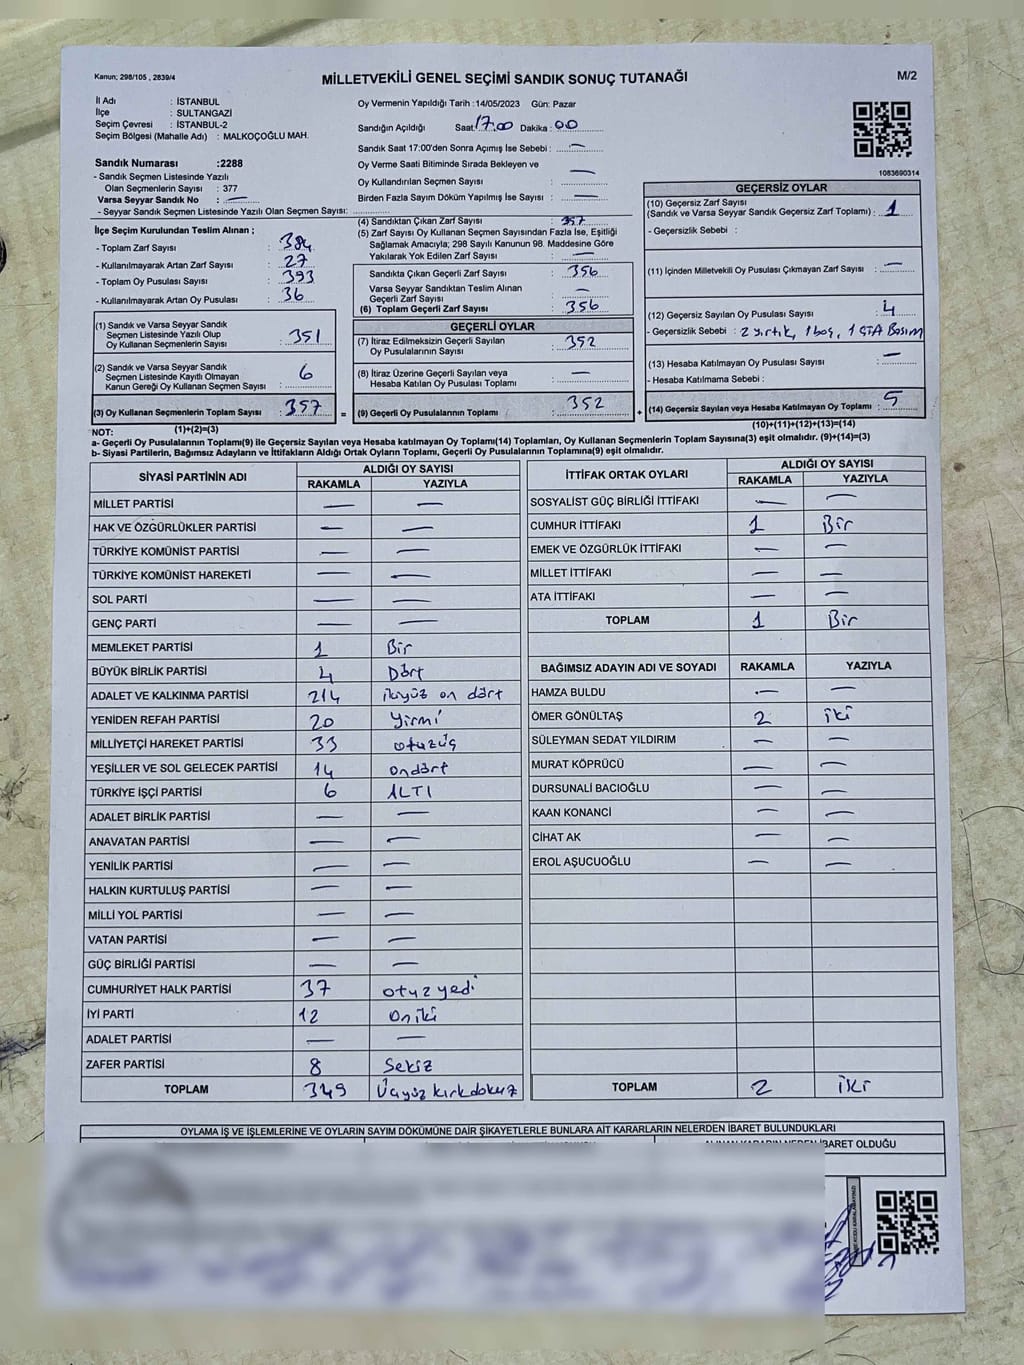 Kanun; 298/105 , 2839/4
MİLLETVEKİLİ GENEL SEÇİMİ SANDIK SONUÇ TUTANAĞI
M/2
İl Adı : İSTANBUL
İlçe : SULTANGAZİ
Seçim Çevresi : İSTANBUL-2
Seçim Bölgesi (Mahalle Adı) : MALKOÇOĞLU MAH.
Oy Vermenin Yapıldığı Tarih : 14/05/2023 Gün: Pazar
Sandığın Açıldığı Saat: 17.00 Dakika : 00
Sandık Saat 17:00'den Sonra Açımış İse Sebebi : —
Oy Verme Saati Bitiminde Sırada Bekleyen ve
Oy Kullandırılan Seçmen Sayısı : —
Birden Fazla Sayım Döküm Yapılmış İse Sayısı : —
1083690314
Sandık Numarası :2288
- Sandık Seçmen Listesinde Yazılı
Olan Seçmenlerin Sayısı : 377
Varsa Seyyar Sandık No : —
- Seyyar Sandık Seçmen Listesinde Yazılı Olan Seçmen Sayısı:
İlçe Seçim Kurulundan Teslim Alınan ;
- Toplam Zarf Sayısı : 384
- Kullanılmayarak Artan Zarf Sayısı : 27
- Toplam Oy Pusulası : 393
- Kullanılmayarak Artan Oy Pusulası : 36
(4) Sandıktan Çıkan Zarf Sayısı : 357
(5) Zarf Sayısı Oy Kullanan Seçmen Sayısından Fazla İse, Eşitliği
Sağlamak Amacıyla; 298 Sayılı Kanunun 98. Maddesine Göre
Yakılarak Yok Edilen Zarf Sayısı : —
Sandıkta Çıkan Geçerli Zarf Sayısı : 356
Varsa Seyyar Sandıktan Teslim Alınan
Geçerli Zarf Sayısı : —
(6) Toplam Geçerli Zarf Sayısı : 356
GEÇERSİZ OYLAR
(10) Geçersiz Zarf Sayısı
(Sandık ve Varsa Seyyar Sandık Geçersiz Zarf Toplamı) : 1
- Geçersizlik Sebebi :
(11) İçinden Milletvekili Oy Pusulası Çıkmayan Zarf Sayısı : —
(12) Geçersiz Sayılan Oy Pusulası Sayısı : 4
- Geçersizlik Sebebi : 2 yırtık, 1 boş, 1 Basım
(13) Hesaba Katılmayan Oy Pusulası Sayısı : —
- Hesaba Katılmama Sebebi :
(14) Geçersiz Sayılan veya Hesaba Katılmayan Oy Toplamı : 5
(10)+(11)+(12)+(13)=(14)
(1) Sandık ve Varsa Seyyar Sandık
Seçmen Listesinde Yazılı Olup
Oy Kullanan Seçmenlerin Sayısı : 351
(2) Sandık ve Varsa Seyyar Sandık
Seçmen Listesinde Kayıtlı Olmayan
Kanun Gereği Oy Kullanan Seçmen Sayısı : 6
(3) Oy Kullanan Seçmenlerin Toplam Sayısı : 357 =
GEÇERLİ OYLAR
(7) İtiraz Edilmeksizin Geçerli Sayılan
Oy Pusulalarının Sayısı : 352
(8) İtiraz Üzerine Geçerli Sayılan veya
Hesaba Katılan Oy Pusulası Toplamı : —
(9) Geçerli Oy Pusulalarının Toplamı : 352 +
NOT: (1)+(2)=(3)
a- Geçerli Oy Pusulalarının Toplamı(9) ile Geçersiz Sayılan veya Hesaba katılmayan Oy Toplamı(14) Toplamları, Oy Kullanan Seçmenlerin Toplam Sayısına(3) eşit olmalıdır. (9)+(14)=(3)
b- Siyasi Partilerin, Bağımsız Adayların ve İttifakların Aldığı Ortak Oyların Toplamı, Geçerli Oy Pusulalarının Toplamına(9) eşit olmalıdır.
SİYASİ PARTİNİN ADI ALDIĞI OY SAYISI
RAKAMLA YAZIYLA
MİLLET PARTİSİ — —
HAK VE ÖZGÜRLÜKLER PARTİSİ — —
TÜRKİYE KOMÜNİST PARTİSİ — —
TÜRKİYE KOMÜNİST HAREKETİ — —
SOL PARTİ — —
GENÇ PARTİ — —
MEMLEKET PARTİSİ 1 Bir
BÜYÜK BİRLİK PARTİSİ 4 Dört
ADALET VE KALKINMA PARTİSİ 214 ikiyüz on dört
YENİDEN REFAH PARTİSİ 20 Yirmi
MİLLİYETÇİ HAREKET PARTİSİ 33 otuzüç
YEŞİLLER VE SOL GELECEK PARTİSİ 14 ondört
TÜRKİYE İŞÇİ PARTİSİ 6 ALTI
ADALET BİRLİK PARTİSİ — —
ANAVATAN PARTİSİ — —
YENİLİK PARTİSİ — —
HALKIN KURTULUŞ PARTİSİ — —
MİLLİ YOL PARTİSİ — —
VATAN PARTİSİ — —
GÜÇ BİRLİĞİ PARTİSİ — —
CUMHURİYET HALK PARTİSİ 37 otuz yedi
İYİ PARTİ 12 Oniki
ADALET PARTİSİ — —
ZAFER PARTİSİ 8 Sekiz
TOPLAM 349 Üçyüz kırkdokuz
İTTİFAK ORTAK OYLARI ALDIĞI OY SAYISI
RAKAMLA YAZIYLA
SOSYALİST GÜÇ BİRLİĞİ İTTİFAKI — —
CUMHUR İTTİFAKI 1 Bir
EMEK VE ÖZGÜRLÜK İTTİFAKI — —
MİLLET İTTİFAKI — —
ATA İTTİFAKI — —
TOPLAM 1 Bir
BAĞIMSIZ ADAYIN ADI VE SOYADI RAKAMLA YAZIYLA
HAMZA BULDU — —
ÖMER GÖNÜLTAŞ 2 iki
SÜLEYMAN SEDAT YILDIRIM — —
MURAT KÖPRÜCÜ — —
DURSUNALİ BACIOĞLU — —
KAAN KONANCİ — —
CİHAT AK — —
EROL AŞUCUOĞLU — —
TOPLAM 2 iki
OYLAMA İŞ VE İŞLEMLERİNE VE OYLARIN SAYIM DÖKÜMÜNE DAİR ŞİKAYETLERLE BUNLARA AİT KARARLARIN NELERDEN İBARET BULUNDUKLARI
ALINAN KARARIN NEDEN İBARET OLDUĞU